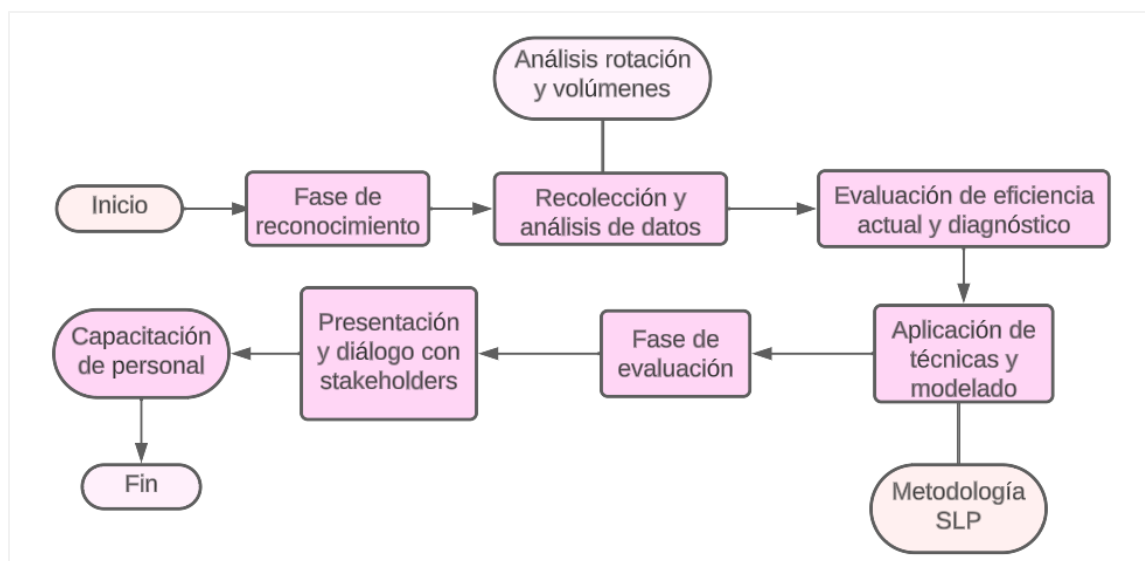 Análisis rotación
y volúmenes
Inicio
Fase de
reconocimiento
Recolección y
análisis de datos
Evaluación de eficiencia
actual y diagnóstico
Aplicación de
técnicas y
modelado
Metodología
SLP
Fase de
evaluación
Presentación
y diálogo con
stakeholders
Capacitación
de personal
Fin